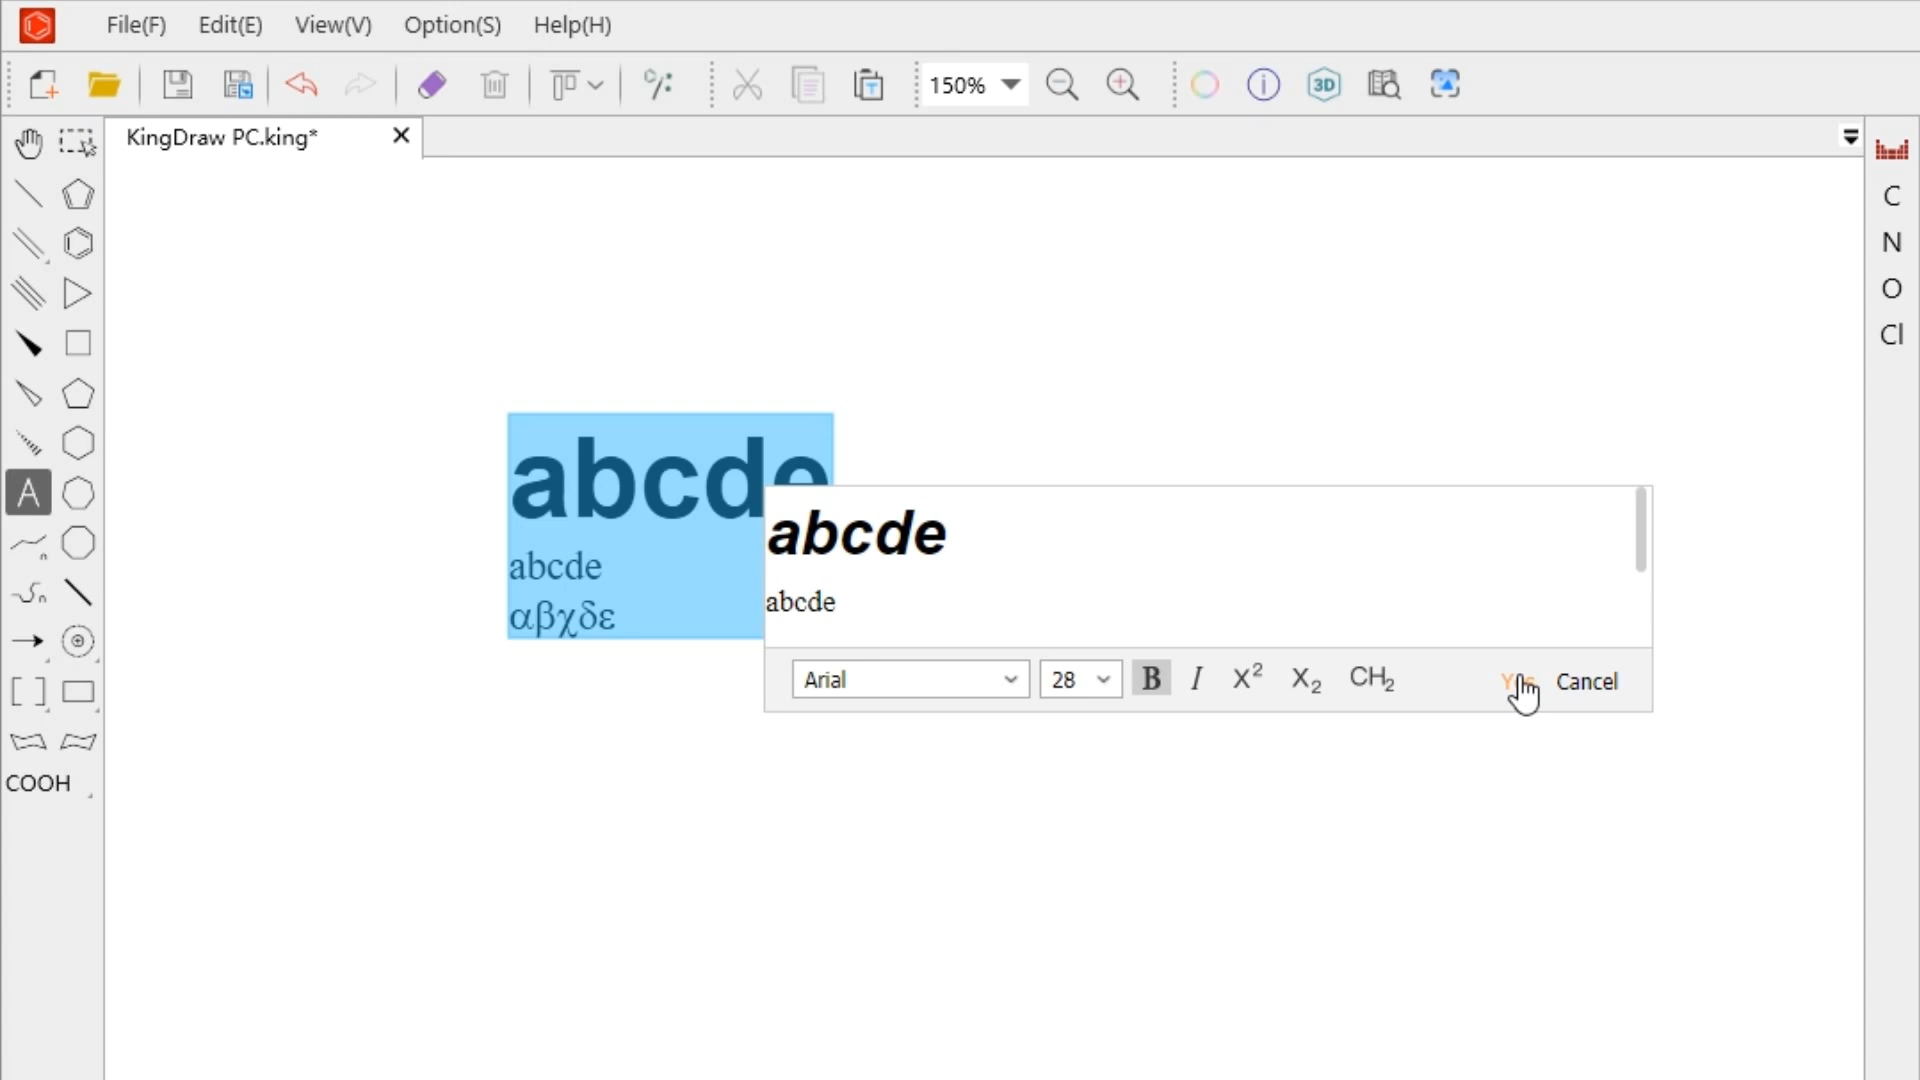 File(F) Edit(E) View(V) Option(S) Help(H)
150% 3D
KingDraw PC.king*
C
N
O
Cl
abcde
abcde
αβχδε
abcde
abcde
A
Arial 28 B I X² X₂ CH₂ Cancel
COOH